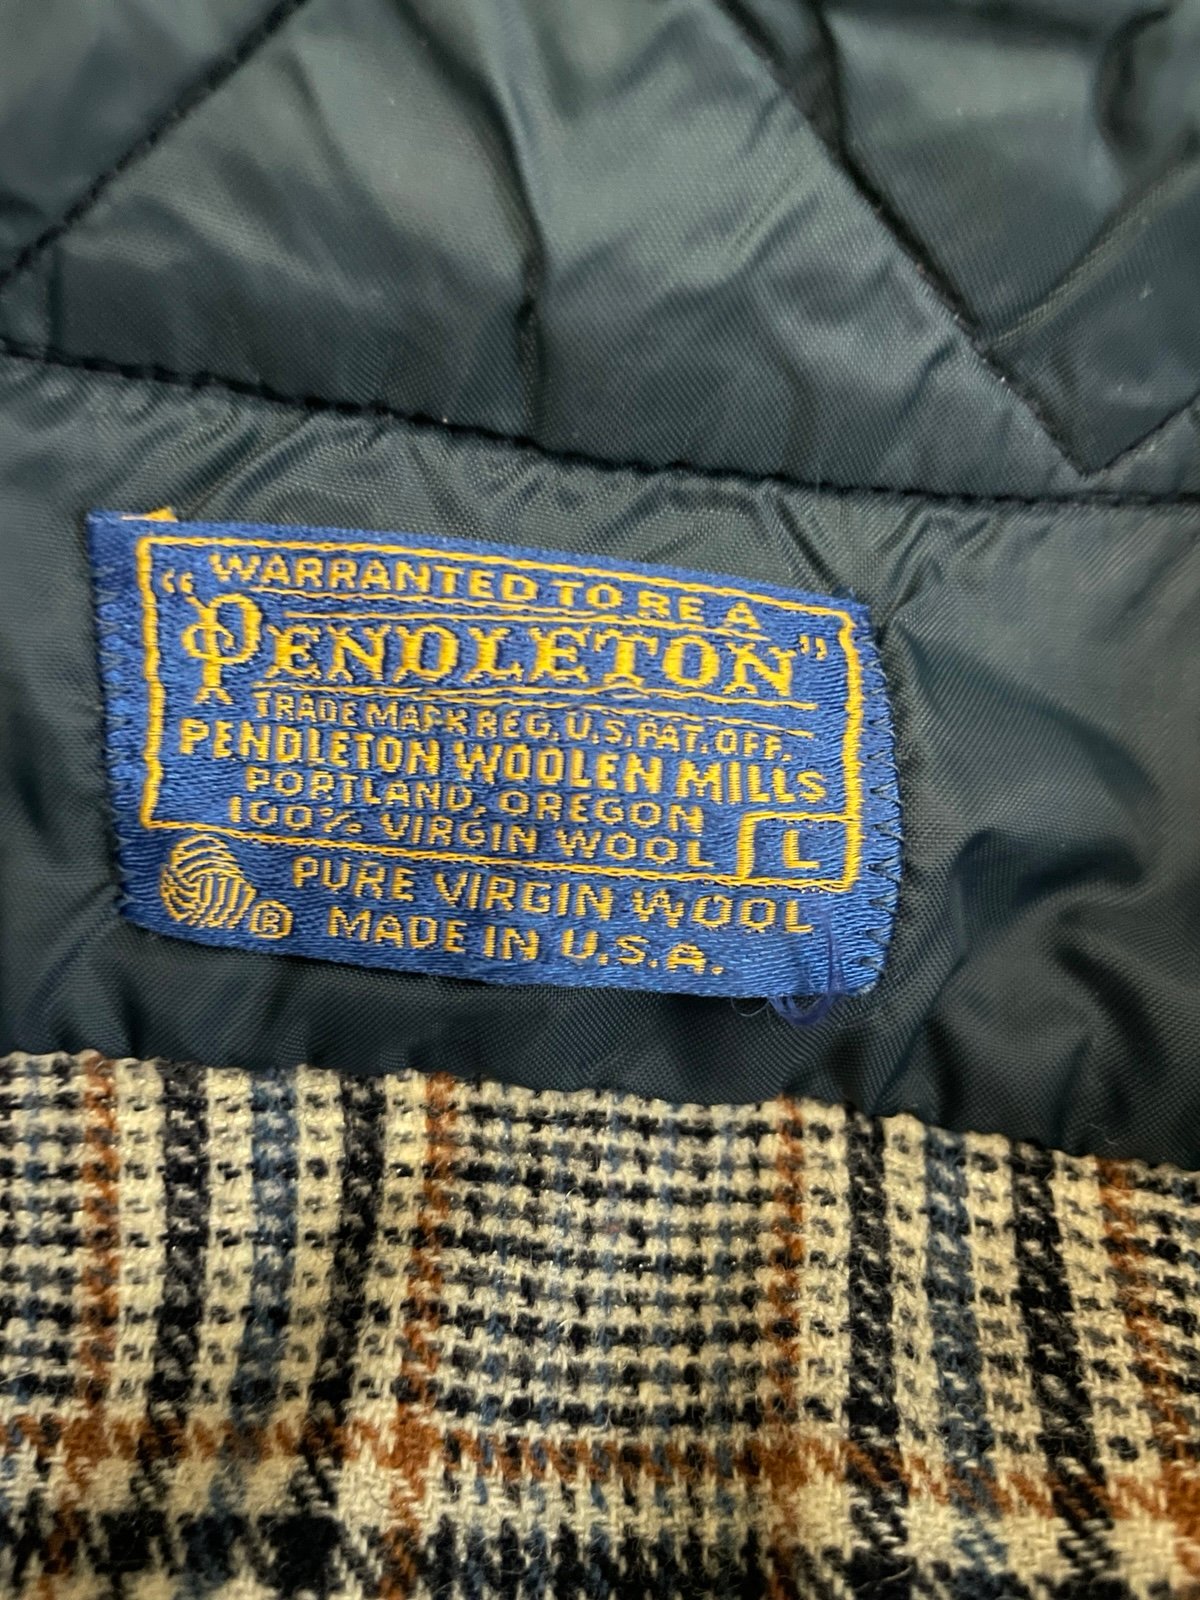 WARRANTED TO BE A
"PENDLETON"
TRADE MARK REG. U.S. PAT. OFF.
PENDLETON WOOLEN MILLS
PORTLAND, OREGON
100% VIRGIN WOOL L
PURE VIRGIN WOOL
® MADE IN U.S.A.